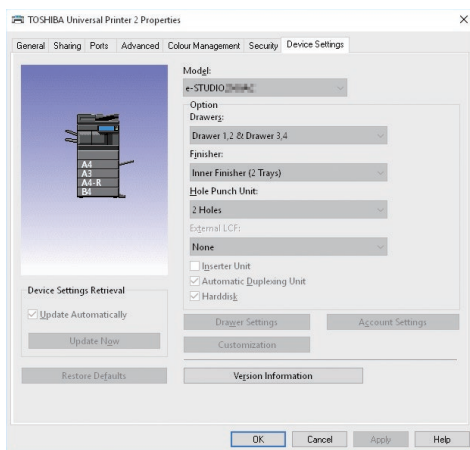 TOSHIBA Universal Printer 2 Properties
General Sharing Ports Advanced Colour Management Security Device Settings
Model:
e-STUDIO
Option
Drawers:
Drawer 1,2 & Drawer 3,4
Finisher:
Inner Finisher (2 Trays)
Hole Punch Unit:
2 Holes
External LCF:
None
Inserter Unit
Automatic Duplexing Unit
Harddisk
A4
A3
A4-R
B4
Device Settings Retrieval
Update Automatically
Update Now
Drawer Settings Account Settings
Customization
Restore Defaults Version Information
OK Cancel Apply Help